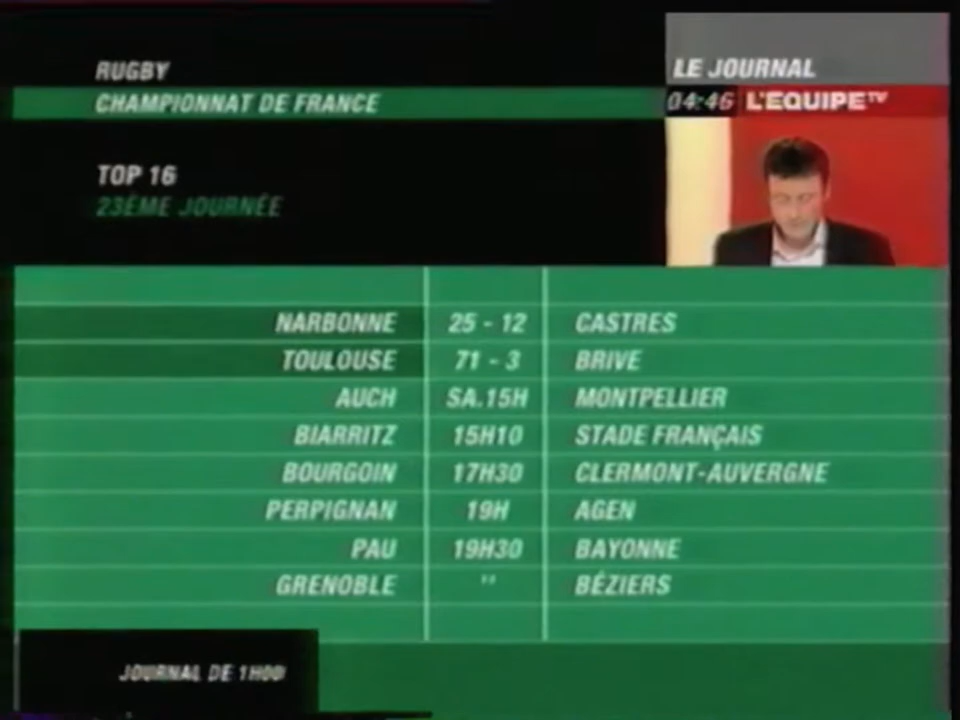 RUGBY
CHAMPIONNAT DE FRANCE
LE JOURNAL
04:46 L'EQUIPE TV
TOP 16
23ÈME JOURNÉE
NARBONNE 25 - 12 CASTRES
TOULOUSE 71 - 3 BRIVE
AUCH SA.15H MONTPELLIER
BIARRITZ 15H10 STADE FRANÇAIS
BOURGOIN 17H30 CLERMONT-AUVERGNE
PERPIGNAN 19H AGEN
PAU 19H30 BAYONNE
GRENOBLE " BÉZIERS
JOURNAL DE 1H00